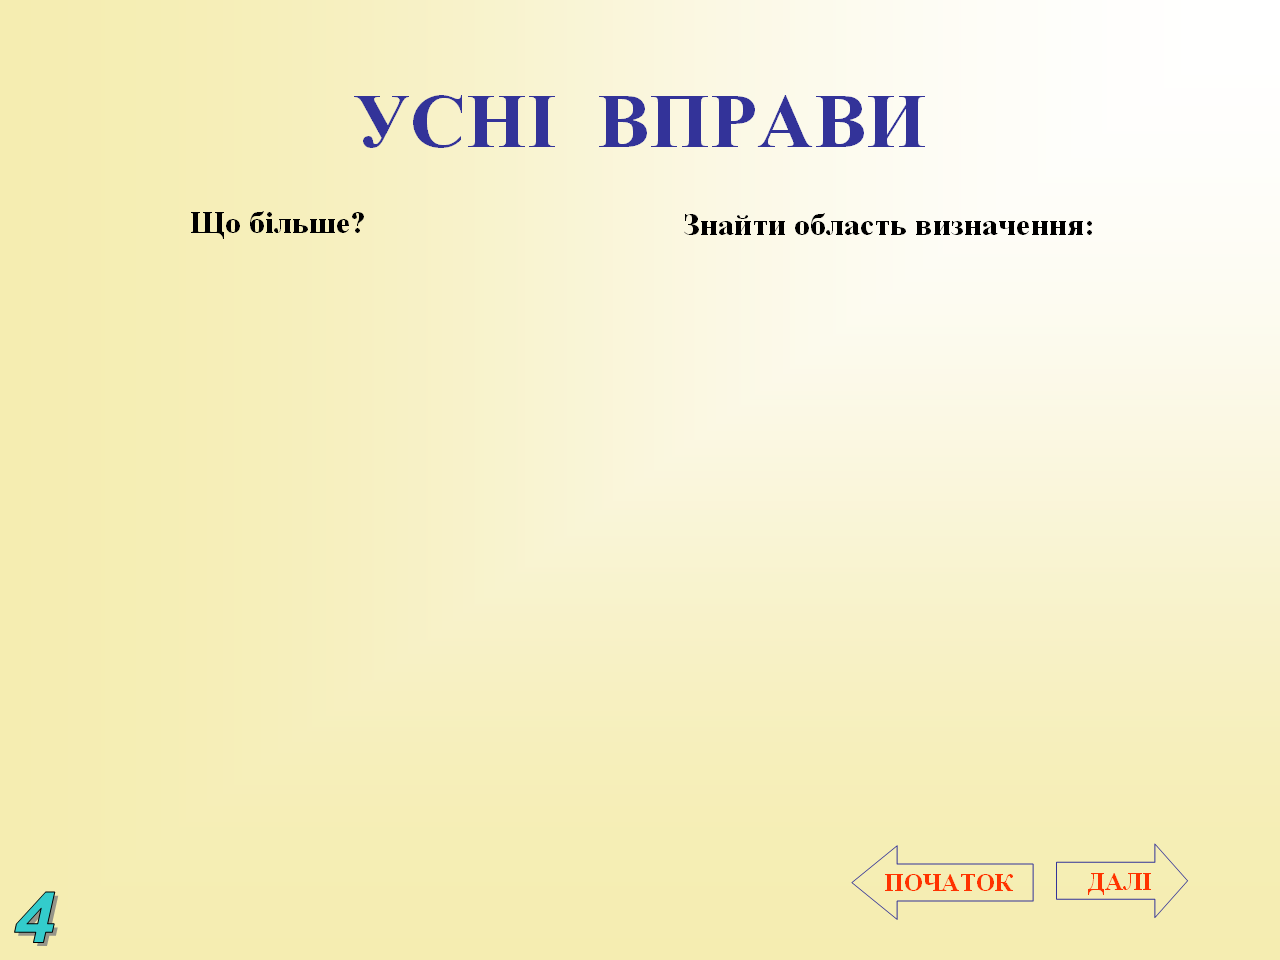 УСНІ ВПРАВИ
Що більше?
Знайти область визначення:
ПОЧАТОК
ДАЛІ
4